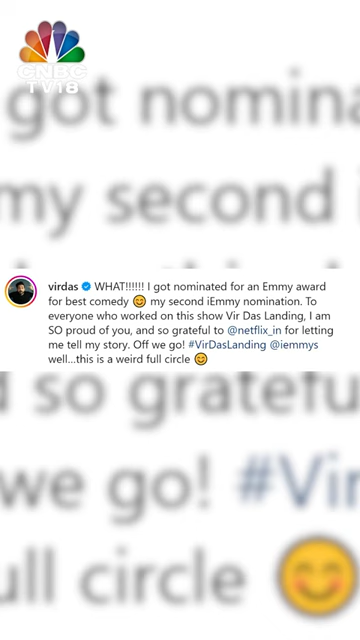 CNBC
TV18
got nomina
my second i
virdas WHAT!!!!!! I got nominated for an Emmy award
for best comedy 😊 my second iEmmy nomination. To
everyone who worked on this show Vir Das Landing, I am
SO proud of you, and so grateful to @netflix_in for letting
me tell my story. Off we go! #VirDasLanding @iemmys
well...this is a weird full circle 😊
d so grateful
we go! #Vir
ull circle 😊